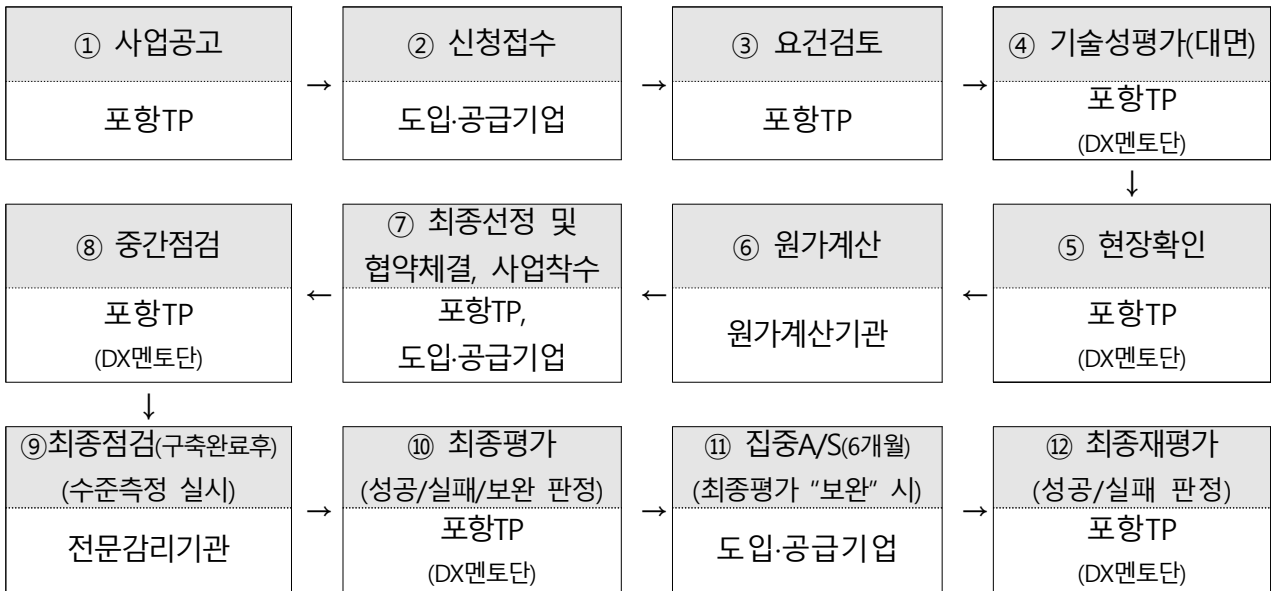 ① 사업공고
포항TP
→
② 신청접수
도입·공급기업
→
③ 요건검토
포항TP
→
④ 기술성평가(대면)
포항TP
(DX멘토단)
↓
⑧ 중간점검
포항TP
(DX멘토단)
←
⑦ 최종선정 및
협약체결, 사업착수
포항TP,
도입·공급기업
←
⑥ 원가계산
원가계산기관
←
⑤ 현장확인
포항TP
(DX멘토단)
↓
⑨최종점검(구축완료후)
(수준측정 실시)
전문감리기관
→
⑩ 최종평가
(성공/실패/보완 판정)
포항TP
(DX멘토단)
→
⑪ 집중A/S(6개월)
(최종평가 “보완” 시)
도입·공급기업
→
⑫ 최종재평가
(성공/실패 판정)
포항TP
(DX멘토단)